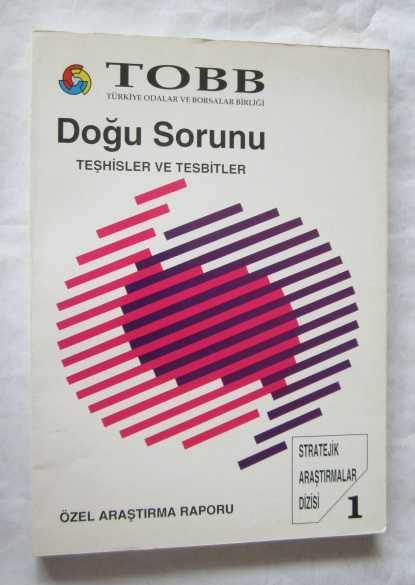 TOBB
TÜRKİYE ODALAR VE BORSALAR BİRLİĞİ
Doğu Sorunu
TEŞHİSLER VE TESBİTLER
STRATEJİK
ARAŞTIRMALAR
DİZİSİ
1
ÖZEL ARAŞTIRMA RAPORU